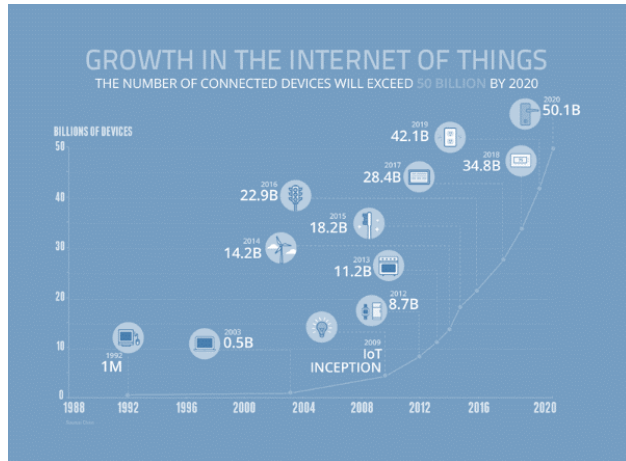 GROWTH IN THE INTERNET OF THINGS
THE NUMBER OF CONNECTED DEVICES WILL EXCEED 50 BILLION BY 2020
BILLIONS OF DEVICES
50
40
30
20
10
0
1992
1M
2003
0.5B
2009
IoT
INCEPTION
2012
8.7B
2013
11.2B
2014
14.2B
2015
18.2B
2016
22.9B
2017
28.4B
2018
34.8B
2019
42.1B
2020
50.1B
1988 1992 1996 2000 2004 2008 2012 2016 2020